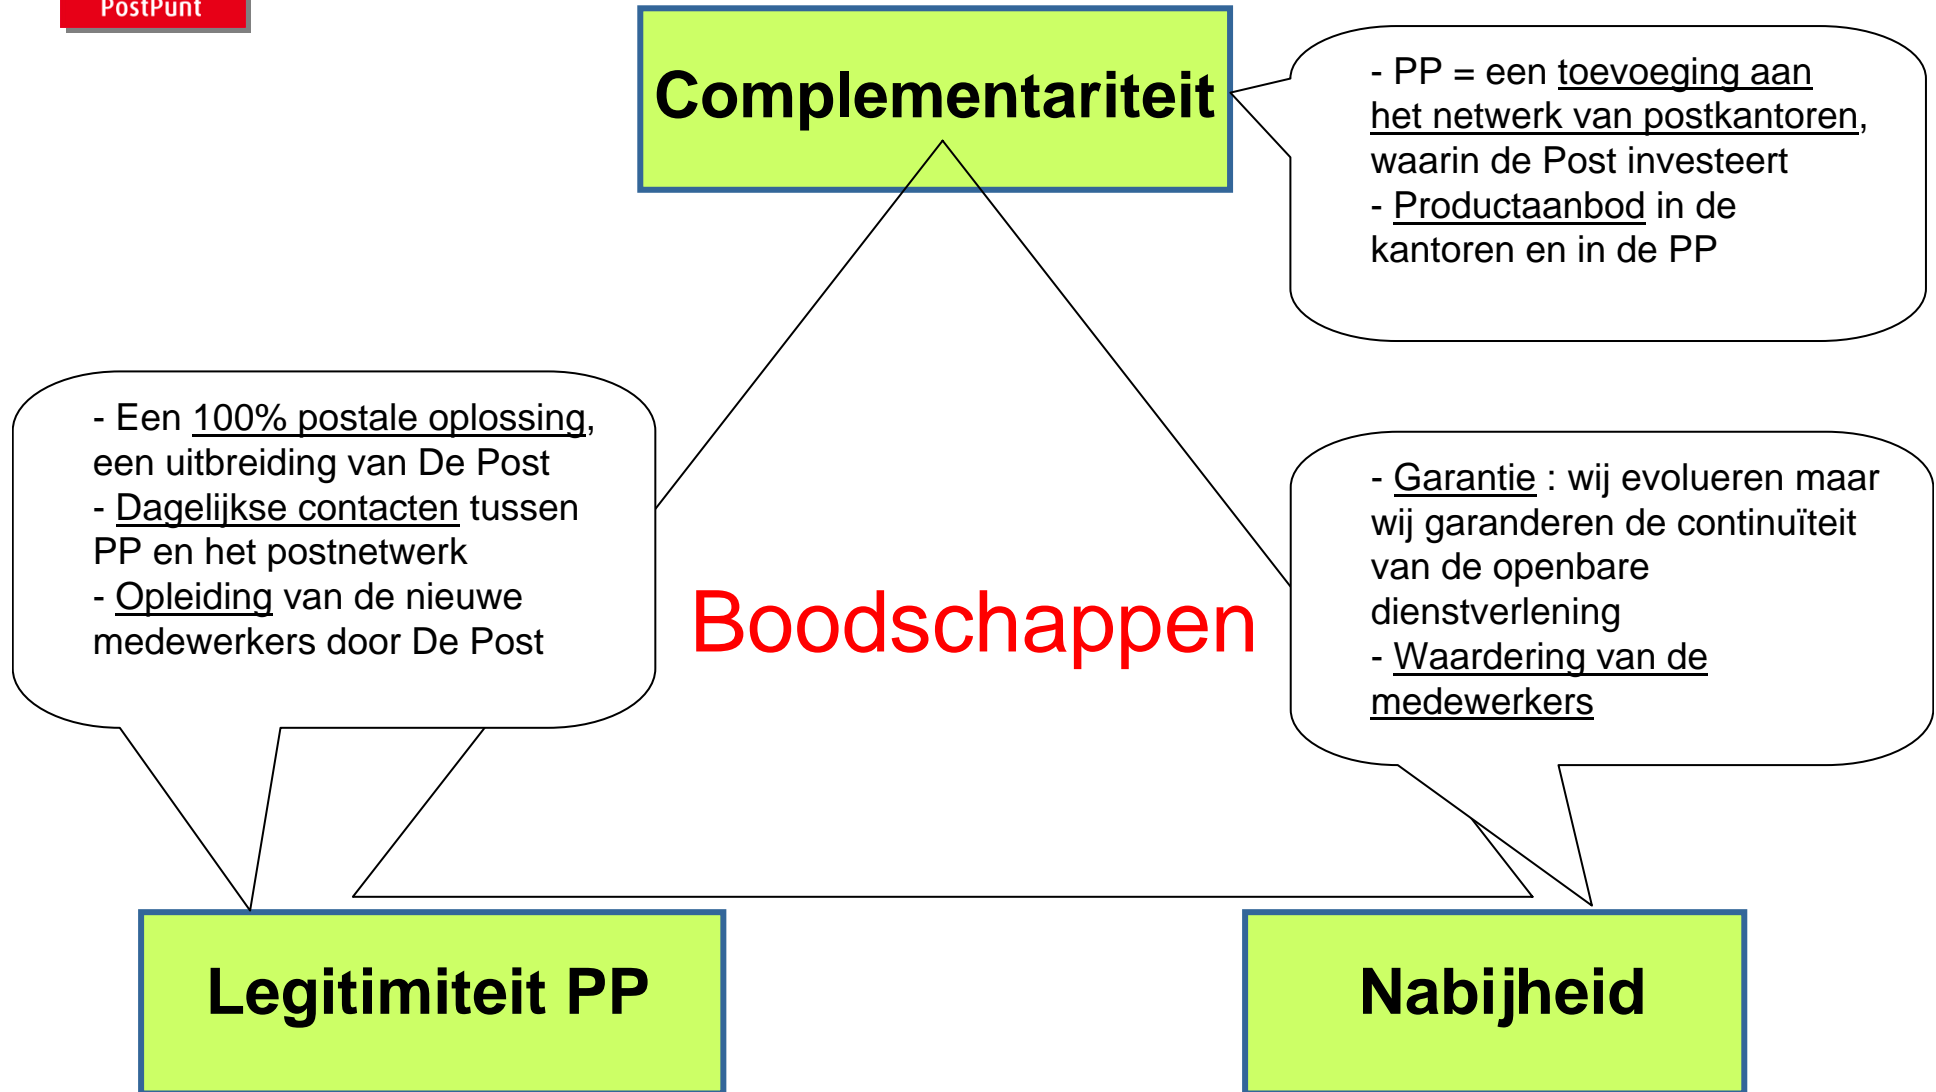 PostPunt
Complementariteit
- PP = een toevoeging aan
het netwerk van postkantoren,
waarin de Post investeert
- Productaanbod in de
kantoren en in de PP
- Een 100% postale oplossing,
een uitbreiding van De Post
- Dagelijkse contacten tussen
PP en het postnetwerk
- Opleiding van de nieuwe
medewerkers door De Post
Boodschappen
- Garantie : wij evolueren maar
wij garanderen de continuïteit
van de openbare
dienstverlening
- Waardering van de
medewerkers
Legitimiteit PP
Nabijheid